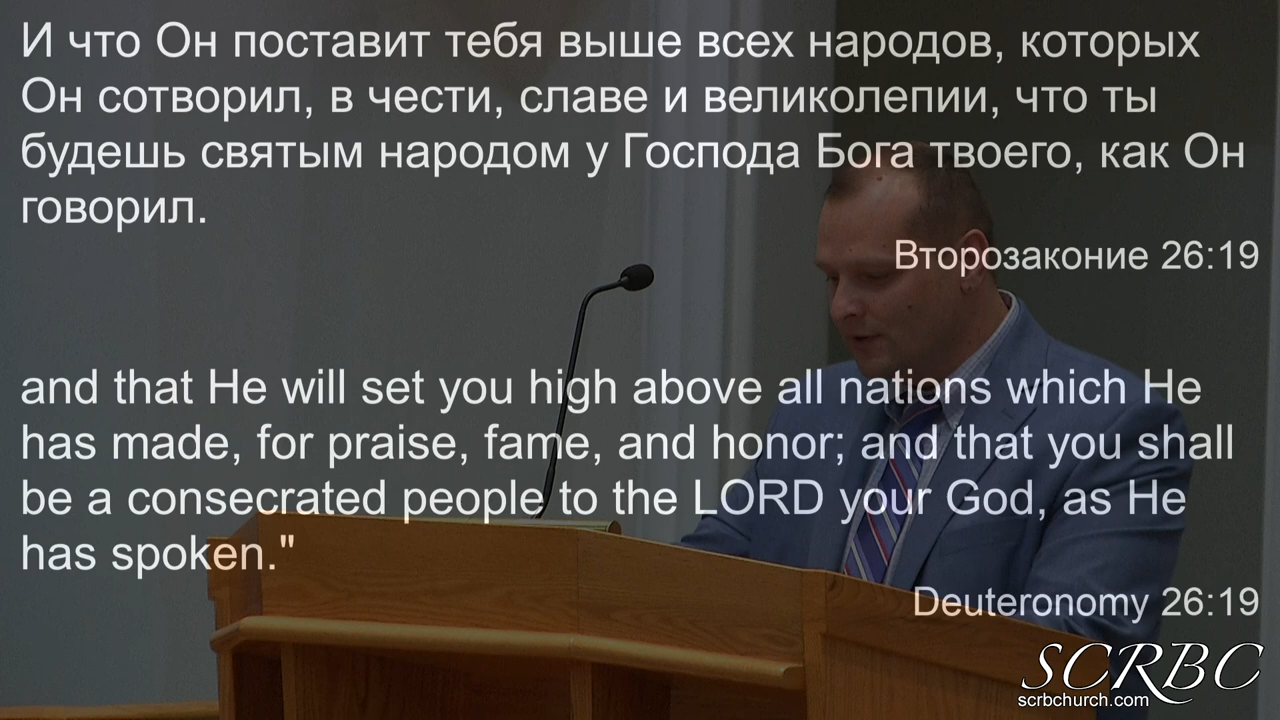 И что Он поставит тебя выше всех народов, которых
Он сотворил, в чести, славе и великолепии, что ты
будешь святым народом у Господа Бога твоего, как Он
говорил.
Второзаконие 26:19
and that He will set you high above all nations which He
has made, for praise, fame, and honor; and that you shall
be a consecrated people to the LORD your God, as He
has spoken."
Deuteronomy 26:19
SCRBC
scrbchurch.com